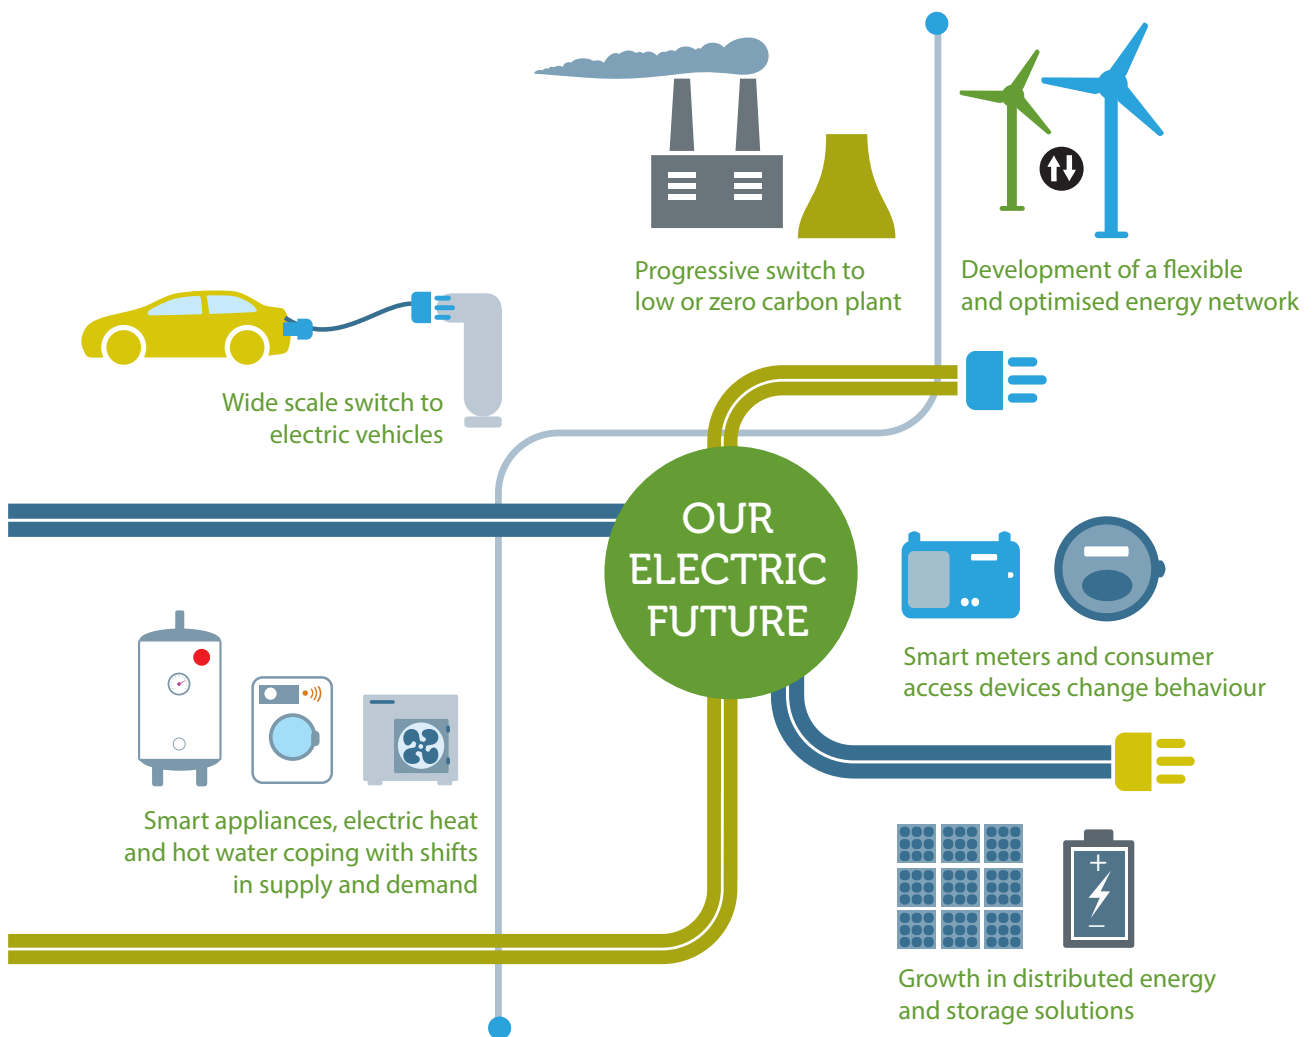 Progressive switch to
low or zero carbon plant
Development of a flexible
and optimised energy network
Wide scale switch to
electric vehicles
OUR
ELECTRIC
FUTURE
Smart meters and consumer
access devices change behaviour
Smart appliances, electric heat
and hot water coping with shifts
in supply and demand
Growth in distributed energy
and storage solutions